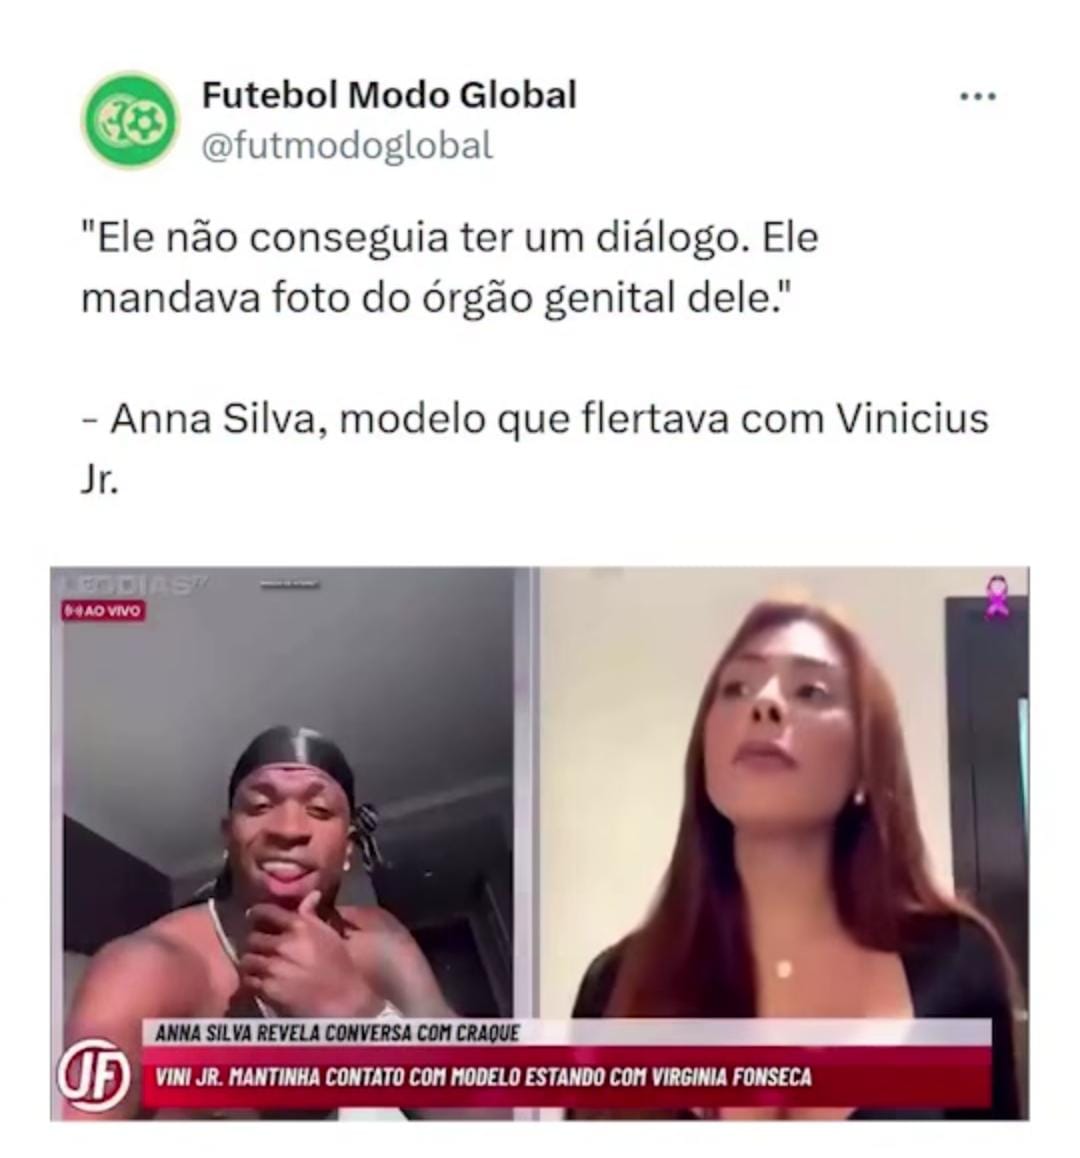 Futebol Modo Global
@futmodoglobal
"Ele não conseguia ter um diálogo. Ele
mandava foto do órgão genital dele."
- Anna Silva, modelo que flertava com Vinicius
Jr.
LEODIAS TV
AO VIVO
ANNA SILVA REVELA CONVERSA COM CRAQUE
JF
VINI JR. MANTINHA CONTATO COM MODELO ESTANDO COM VIRGINIA FONSECA